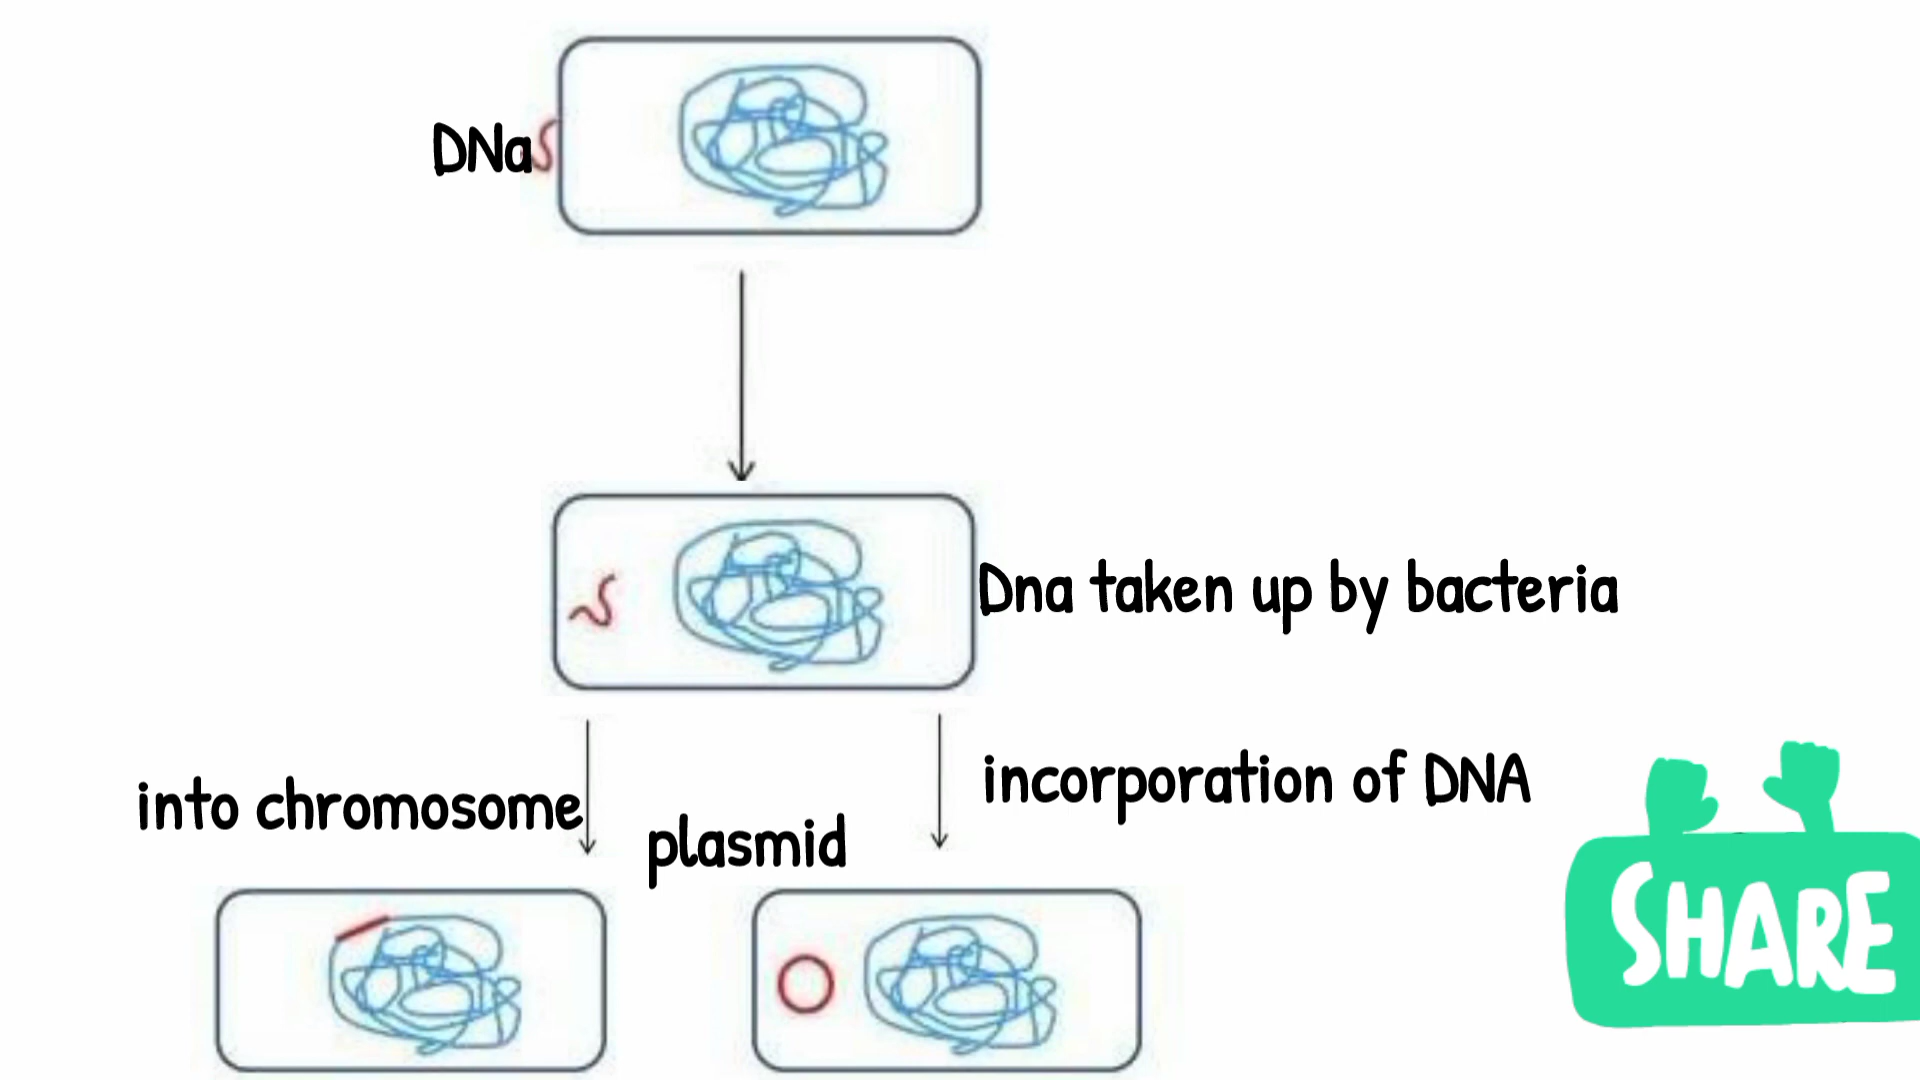 DNa
Dna taken up by bacteria
incorporation of DNA
into chromosome
plasmid
SHARE